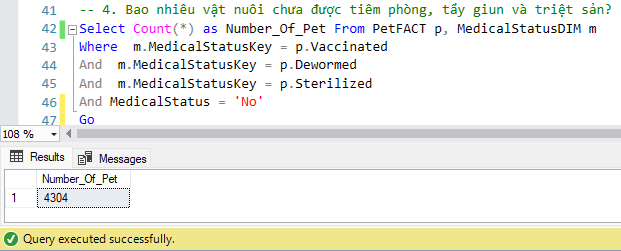 41
42 -- 4. Bao nhiêu vật nuôi chưa được tiêm phòng, tẩy giun và triệt sản?
43 Select Count(*) as Number_Of_Pet From PetFACT p, MedicalStatusDIM m
43 Where m.MedicalStatusKey = p.Vaccinated
44 And m.MedicalStatusKey = p.Dewormed
45 And m.MedicalStatusKey = p.Sterilized
46 And MedicalStatus = 'No'
47 Go
108 %
Results Messages
Number_Of_Pet
1 4304
Query executed successfully.